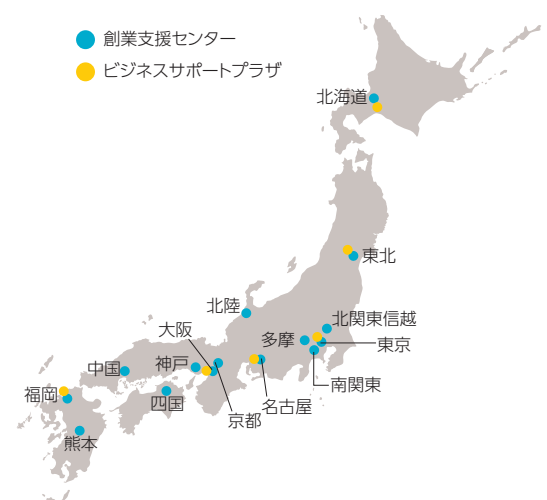 創業支援センター
ビジネスサポートプラザ
北海道
東北
北陸
北関東信越
大阪
多摩
東京
神戸
中国
南関東
福岡
四国
名古屋
京都
熊本